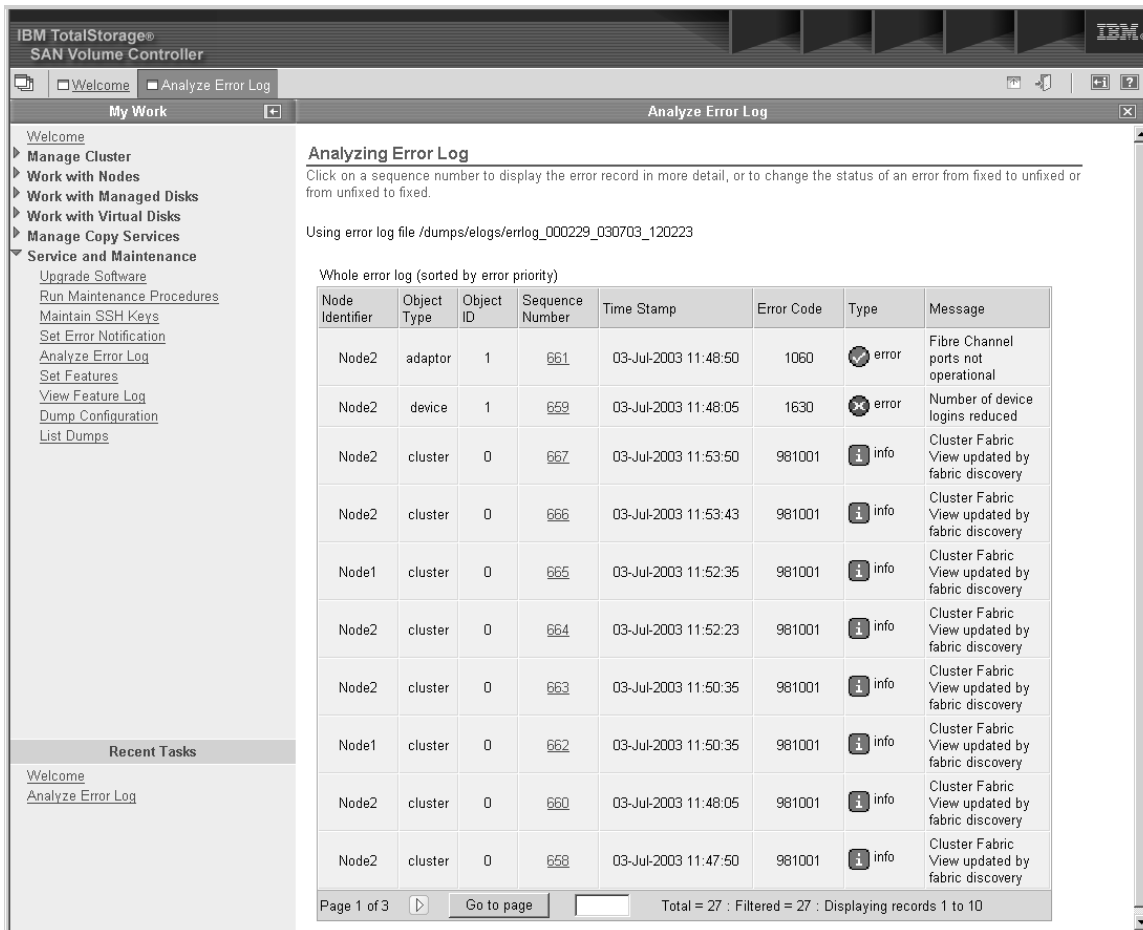 IBM TotalStorage®
SAN Volume Controller
IBM.
Welcome
Analyze Error Log
My Work
Analyze Error Log
Welcome
Manage Cluster
Work with Nodes
Work with Managed Disks
Work with Virtual Disks
Manage Copy Services
Service and Maintenance
Upgrade Software
Run Maintenance Procedures
Maintain SSH Keys
Set Error Notification
Analyze Error Log
Set Features
View Feature Log
Dump Configuration
List Dumps
Recent Tasks
Welcome
Analyze Error Log
Analyzing Error Log
Click on a sequence number to display the error record in more detail, or to change the status of an error from fixed to unfixed or
from unfixed to fixed.
Using error log file /dumps/elogs/errlog_000229_030703_120223
Whole error log (sorted by error priority)
Node Identifier Object Type Object ID Sequence Number Time Stamp Error Code Type Message
Node2 adaptor 1 661 03-Jul-2003 11:48:50 1060 error Fibre Channel ports not operational
Node2 device 1 659 03-Jul-2003 11:48:05 1630 error Number of device logins reduced
Node2 cluster 0 667 03-Jul-2003 11:53:50 981001 info Cluster Fabric View updated by fabric discovery
Node2 cluster 0 666 03-Jul-2003 11:53:43 981001 info Cluster Fabric View updated by fabric discovery
Node1 cluster 0 665 03-Jul-2003 11:52:35 981001 info Cluster Fabric View updated by fabric discovery
Node2 cluster 0 664 03-Jul-2003 11:52:23 981001 info Cluster Fabric View updated by fabric discovery
Node2 cluster 0 663 03-Jul-2003 11:50:35 981001 info Cluster Fabric View updated by fabric discovery
Node1 cluster 0 662 03-Jul-2003 11:50:35 981001 info Cluster Fabric View updated by fabric discovery
Node2 cluster 0 660 03-Jul-2003 11:48:05 981001 info Cluster Fabric View updated by fabric discovery
Node2 cluster 0 658 03-Jul-2003 11:47:50 981001 info Cluster Fabric View updated by fabric discovery
Page 1 of 3 Go to page Total = 27 : Filtered = 27 : Displaying records 1 to 10